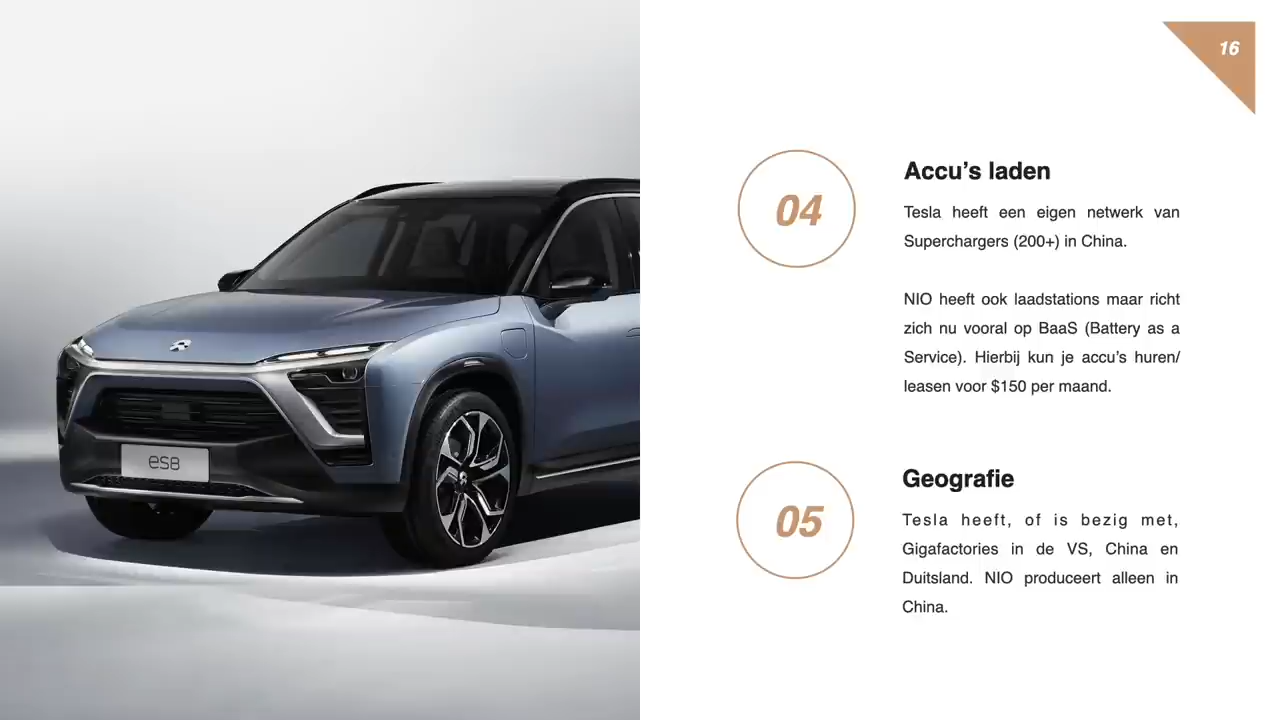 16
04
Accu’s laden
Tesla heeft een eigen netwerk van
Superchargers (200+) in China.
NIO heeft ook laadstations maar richt
zich nu vooral op BaaS (Battery as a
Service). Hierbij kun je accu’s huren/
leasen voor $150 per maand.
es8
05
Geografie
Tesla heeft, of is bezig met,
Gigafactories in de VS, China en
Duitsland. NIO produceert alleen in
China.